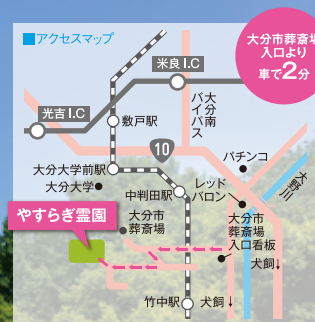 ■アクセスマップ
大分市葬斎場
入口より
車で2分
米良 I.C
光吉 I.C
大分南
バイパス
敷戸駅
10
パチンコ
大分大学前駅
大分大学
大野川
中判田駅
レッド
バロン
やすらぎ霊園
大分市
葬斎場
大分市
葬斎場
入口看板
犬飼↓
竹中駅
犬飼↓